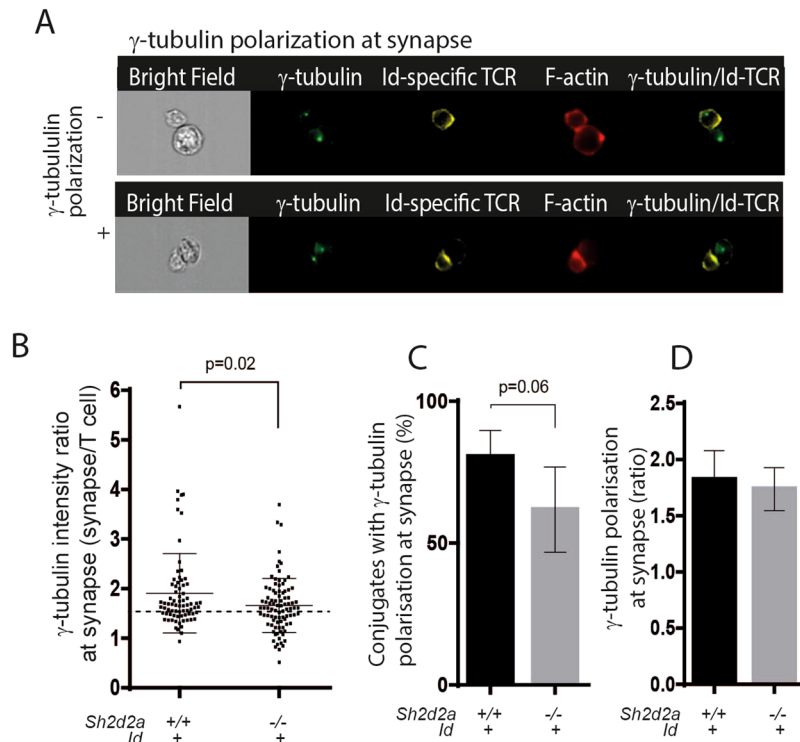 A
γ-tubulin polarization at synapse
Bright Field γ-tubulin Id-specific TCR F-actin γ-tubulin/Id-TCR
γ-tubululin
polarization
-
Bright Field γ-tubulin Id-specific TCR F-actin γ-tubulin/Id-TCR
+
B
p=0.02
γ-tubulin intensity ratio
at synapse (synapse/T cell)
6
5
4
3
2
1
0
Sh2d2a +/+ -/-
Id + +
C
p=0.06
Conjugates with γ-tubulin
polarisation at synapse (%)
100
50
0
Sh2d2a +/+ -/-
Id + +
D
γ-tubulin polarisation
at synapse (ratio)
2.5
2.0
1.5
1.0
0.5
0.0
Sh2d2a +/+ -/-
Id + +